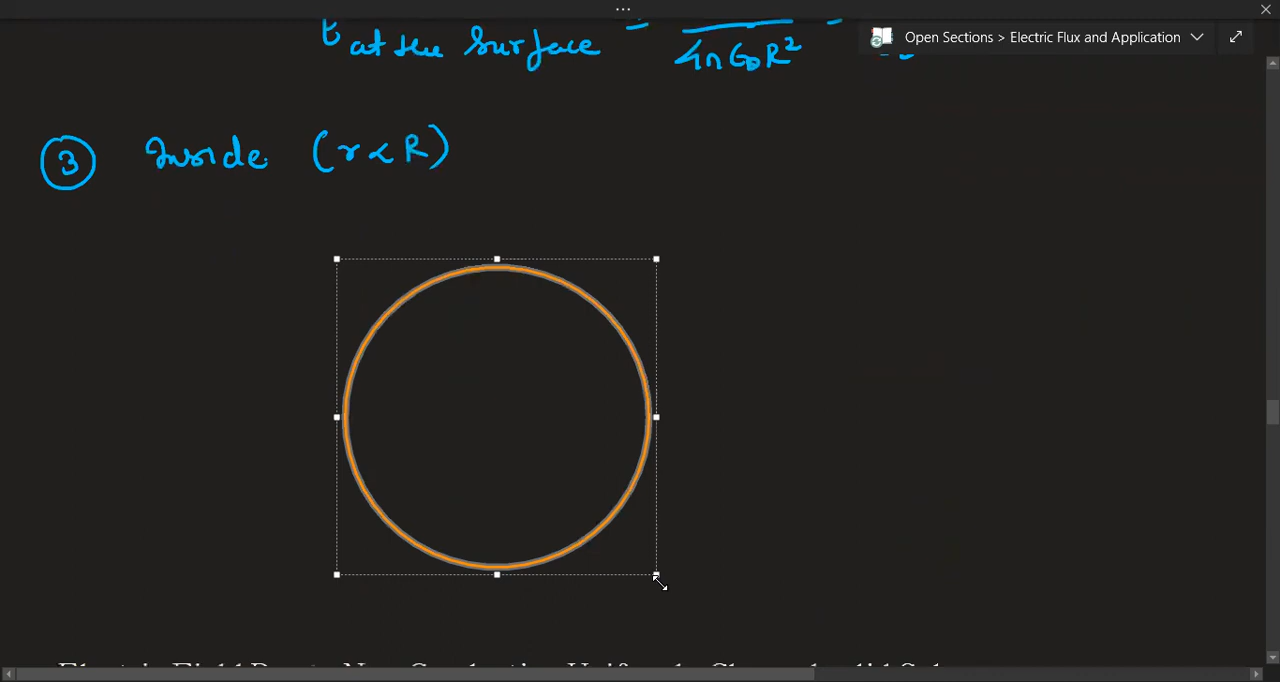 E at the Surface = 4πϵ₀R²
Open Sections > Electric Flux and Application
③ Inside (r < R)